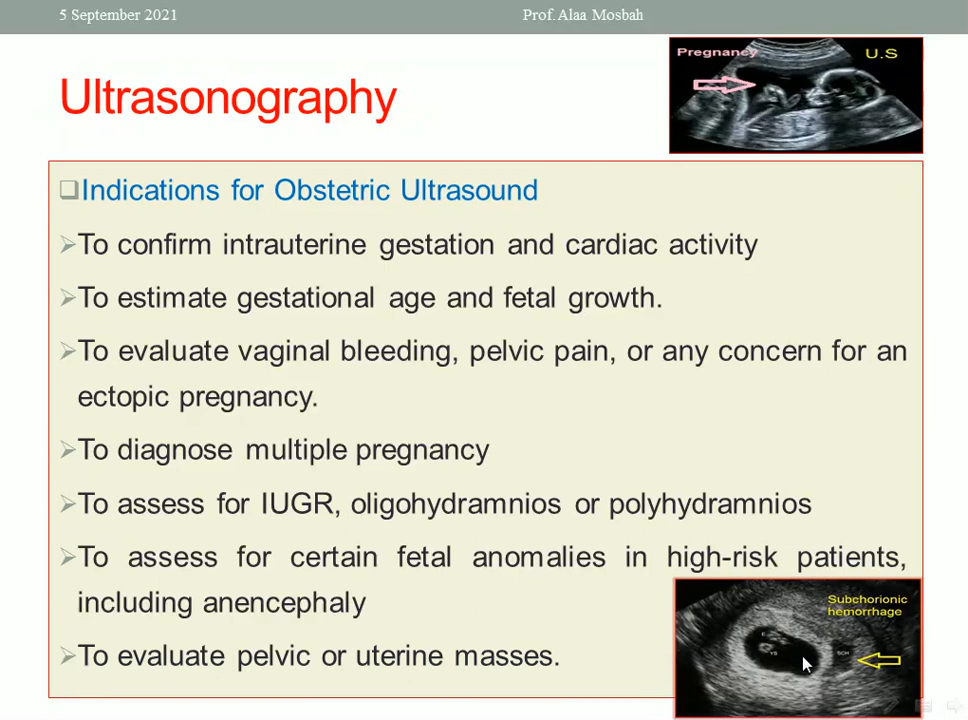 5 September 2021
Prof. Alaa Mosbah
Pregnancy
U.S
Ultrasonography
Indications for Obstetric Ultrasound
To confirm intrauterine gestation and cardiac activity
To estimate gestational age and fetal growth.
To evaluate vaginal bleeding, pelvic pain, or any concern for an
ectopic pregnancy.
To diagnose multiple pregnancy
To assess for IUGR, oligohydramnios or polyhydramnios
To assess for certain fetal anomalies in high-risk patients,
including anencephaly
To evaluate pelvic or uterine masses.
Subchorionic
hemorrhage
E
YS
SCH